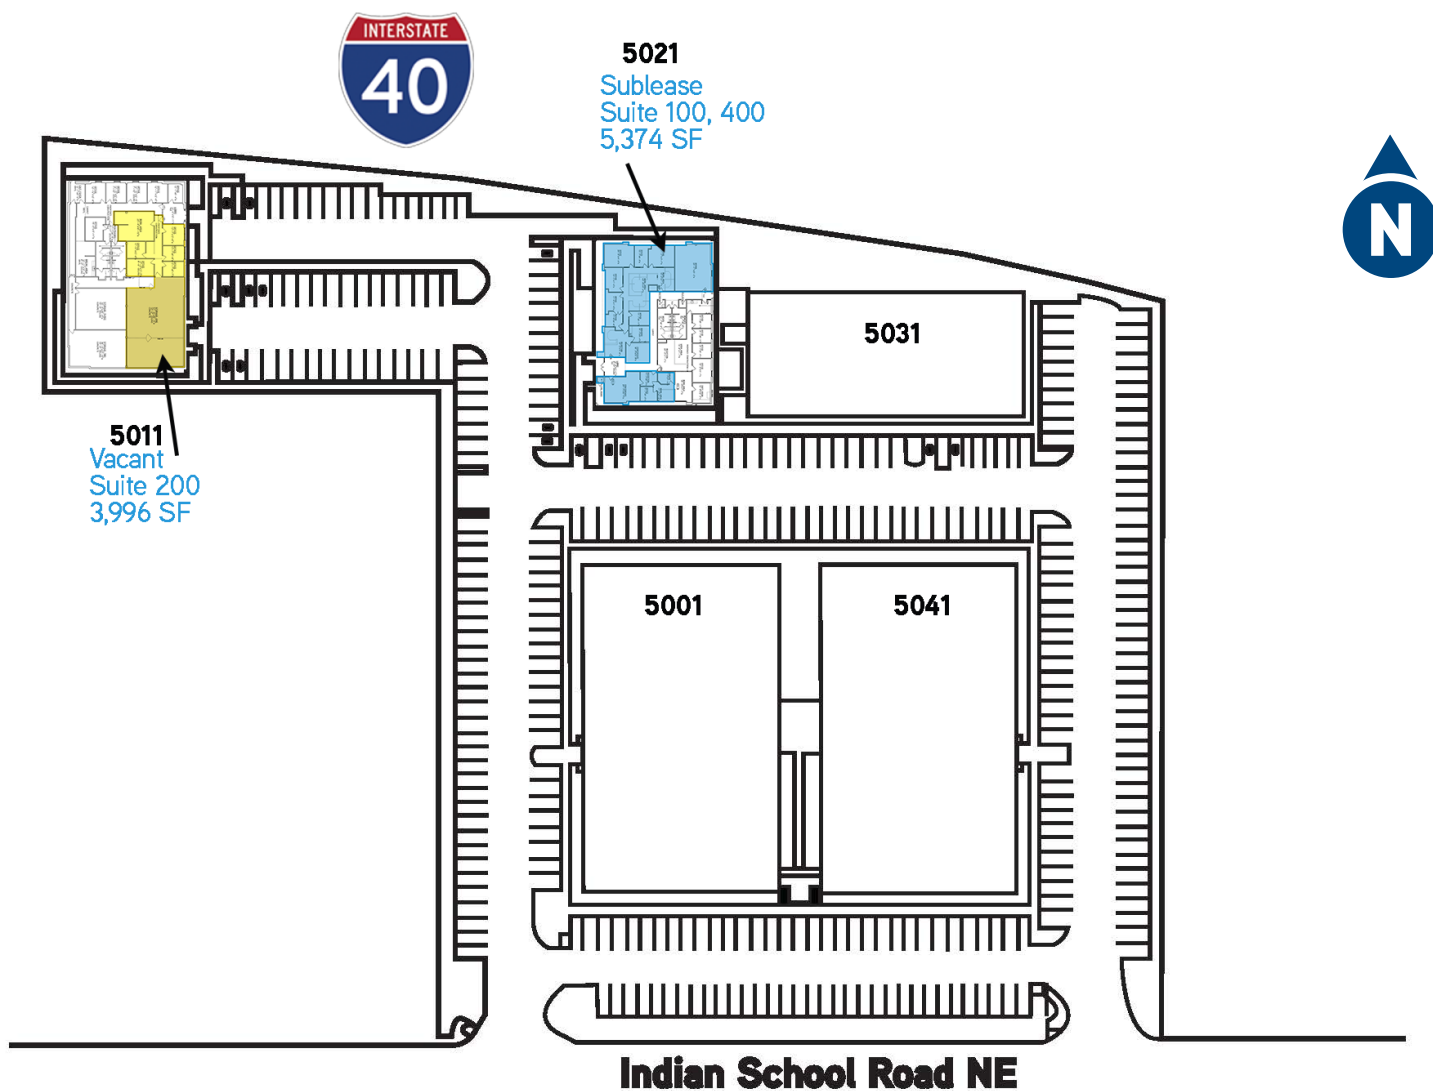 INTERSTATE
40
5021
Sublease
Suite 100, 400
5,374 SF
N
5031
5011
Vacant
Suite 200
3,996 SF
5001
5041
Indian School Road NE